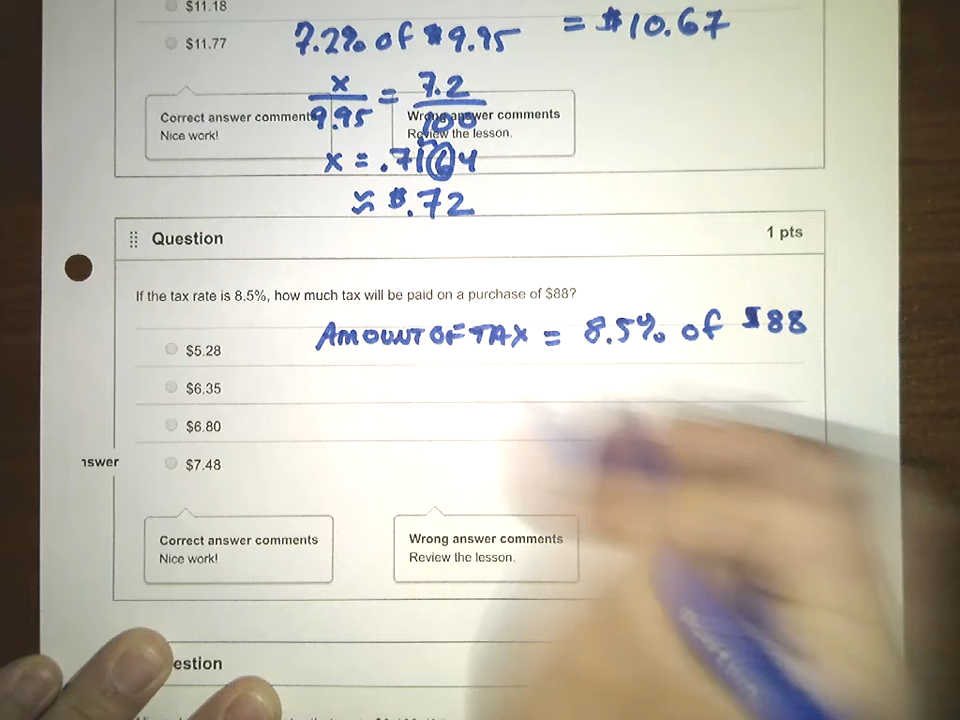 $11.18
7.2% of $9.95 = $10.67
$11.77
x/9.95 = 7.2/100
Correct answer comments
Wrong answer comments
Nice work!
Review the lesson.
x = .7164
≈ $.72
Question
1 pts
If the tax rate is 8.5%, how much tax will be paid on a purchase of $88?
AMOUNT OF TAX = 8.5% of $88
$5.28
$6.35
$6.80
nswer
$7.48
Correct answer comments
Nice work!
Wrong answer comments
Review the lesson.
estion